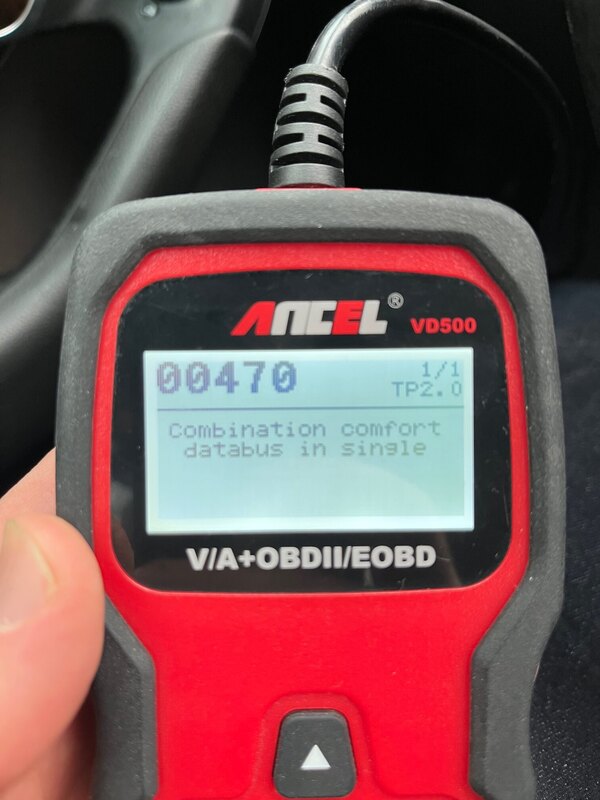 ANCEL® VD500
00470 1/1
TP2.0
Combination comfort
databus in single
V/A+OBDII/EOBD